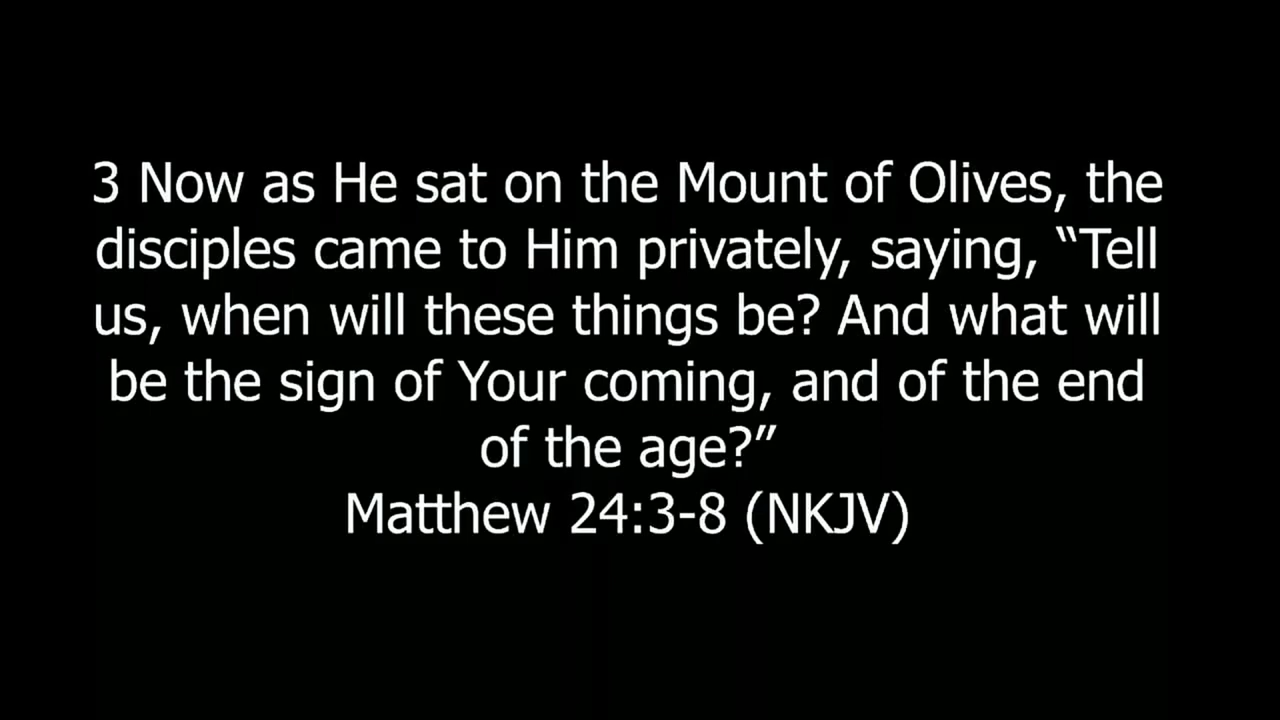 3 Now as He sat on the Mount of Olives, the
disciples came to Him privately, saying, “Tell
us, when will these things be? And what will
be the sign of Your coming, and of the end
of the age?”
Matthew 24:3-8 (NKJV)